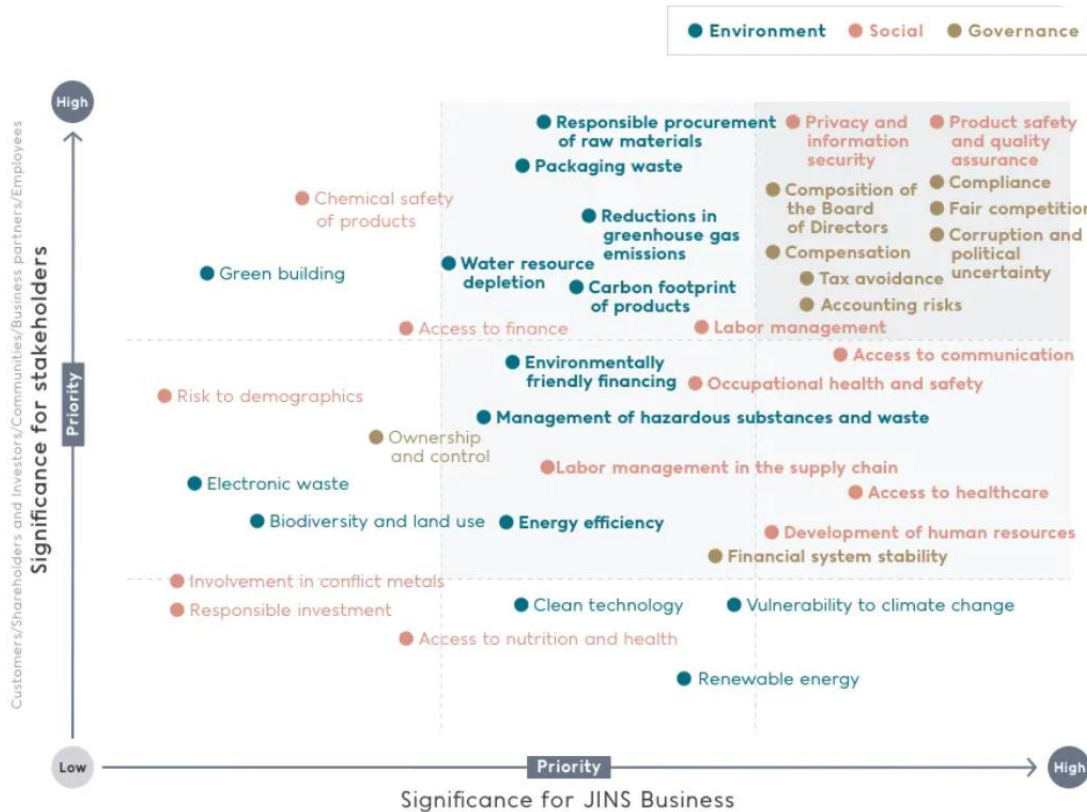 Environment
Social
Governance
High
Customers/Shareholders and Investors/Communities/Business partners/Employees
Significance for stakeholders
Priority
Responsible procurement
of raw materials
Packaging waste
Privacy and
information
security
Product safety
and quality
assurance
Chemical safety
of products
Composition of
the Board
of Directors
Compliance
Fair competition
Corruption and
political
uncertainty
Reductions in
greenhouse gas
emissions
Green building
Water resource
depletion
Compensation
Carbon footprint
of products
Tax avoidance
Accounting risks
Access to finance
Labor management
Environmentally
friendly financing
Access to communication
Occupational health and safety
Risk to demographics
Management of hazardous substances and waste
Ownership
and control
Labor management in the supply chain
Electronic waste
Access to healthcare
Biodiversity and land use
Energy efficiency
Development of human resources
Financial system stability
Involvement in conflict metals
Responsible investment
Clean technology
Vulnerability to climate change
Access to nutrition and health
Renewable energy
Low
Priority
High
Significance for JINS Business